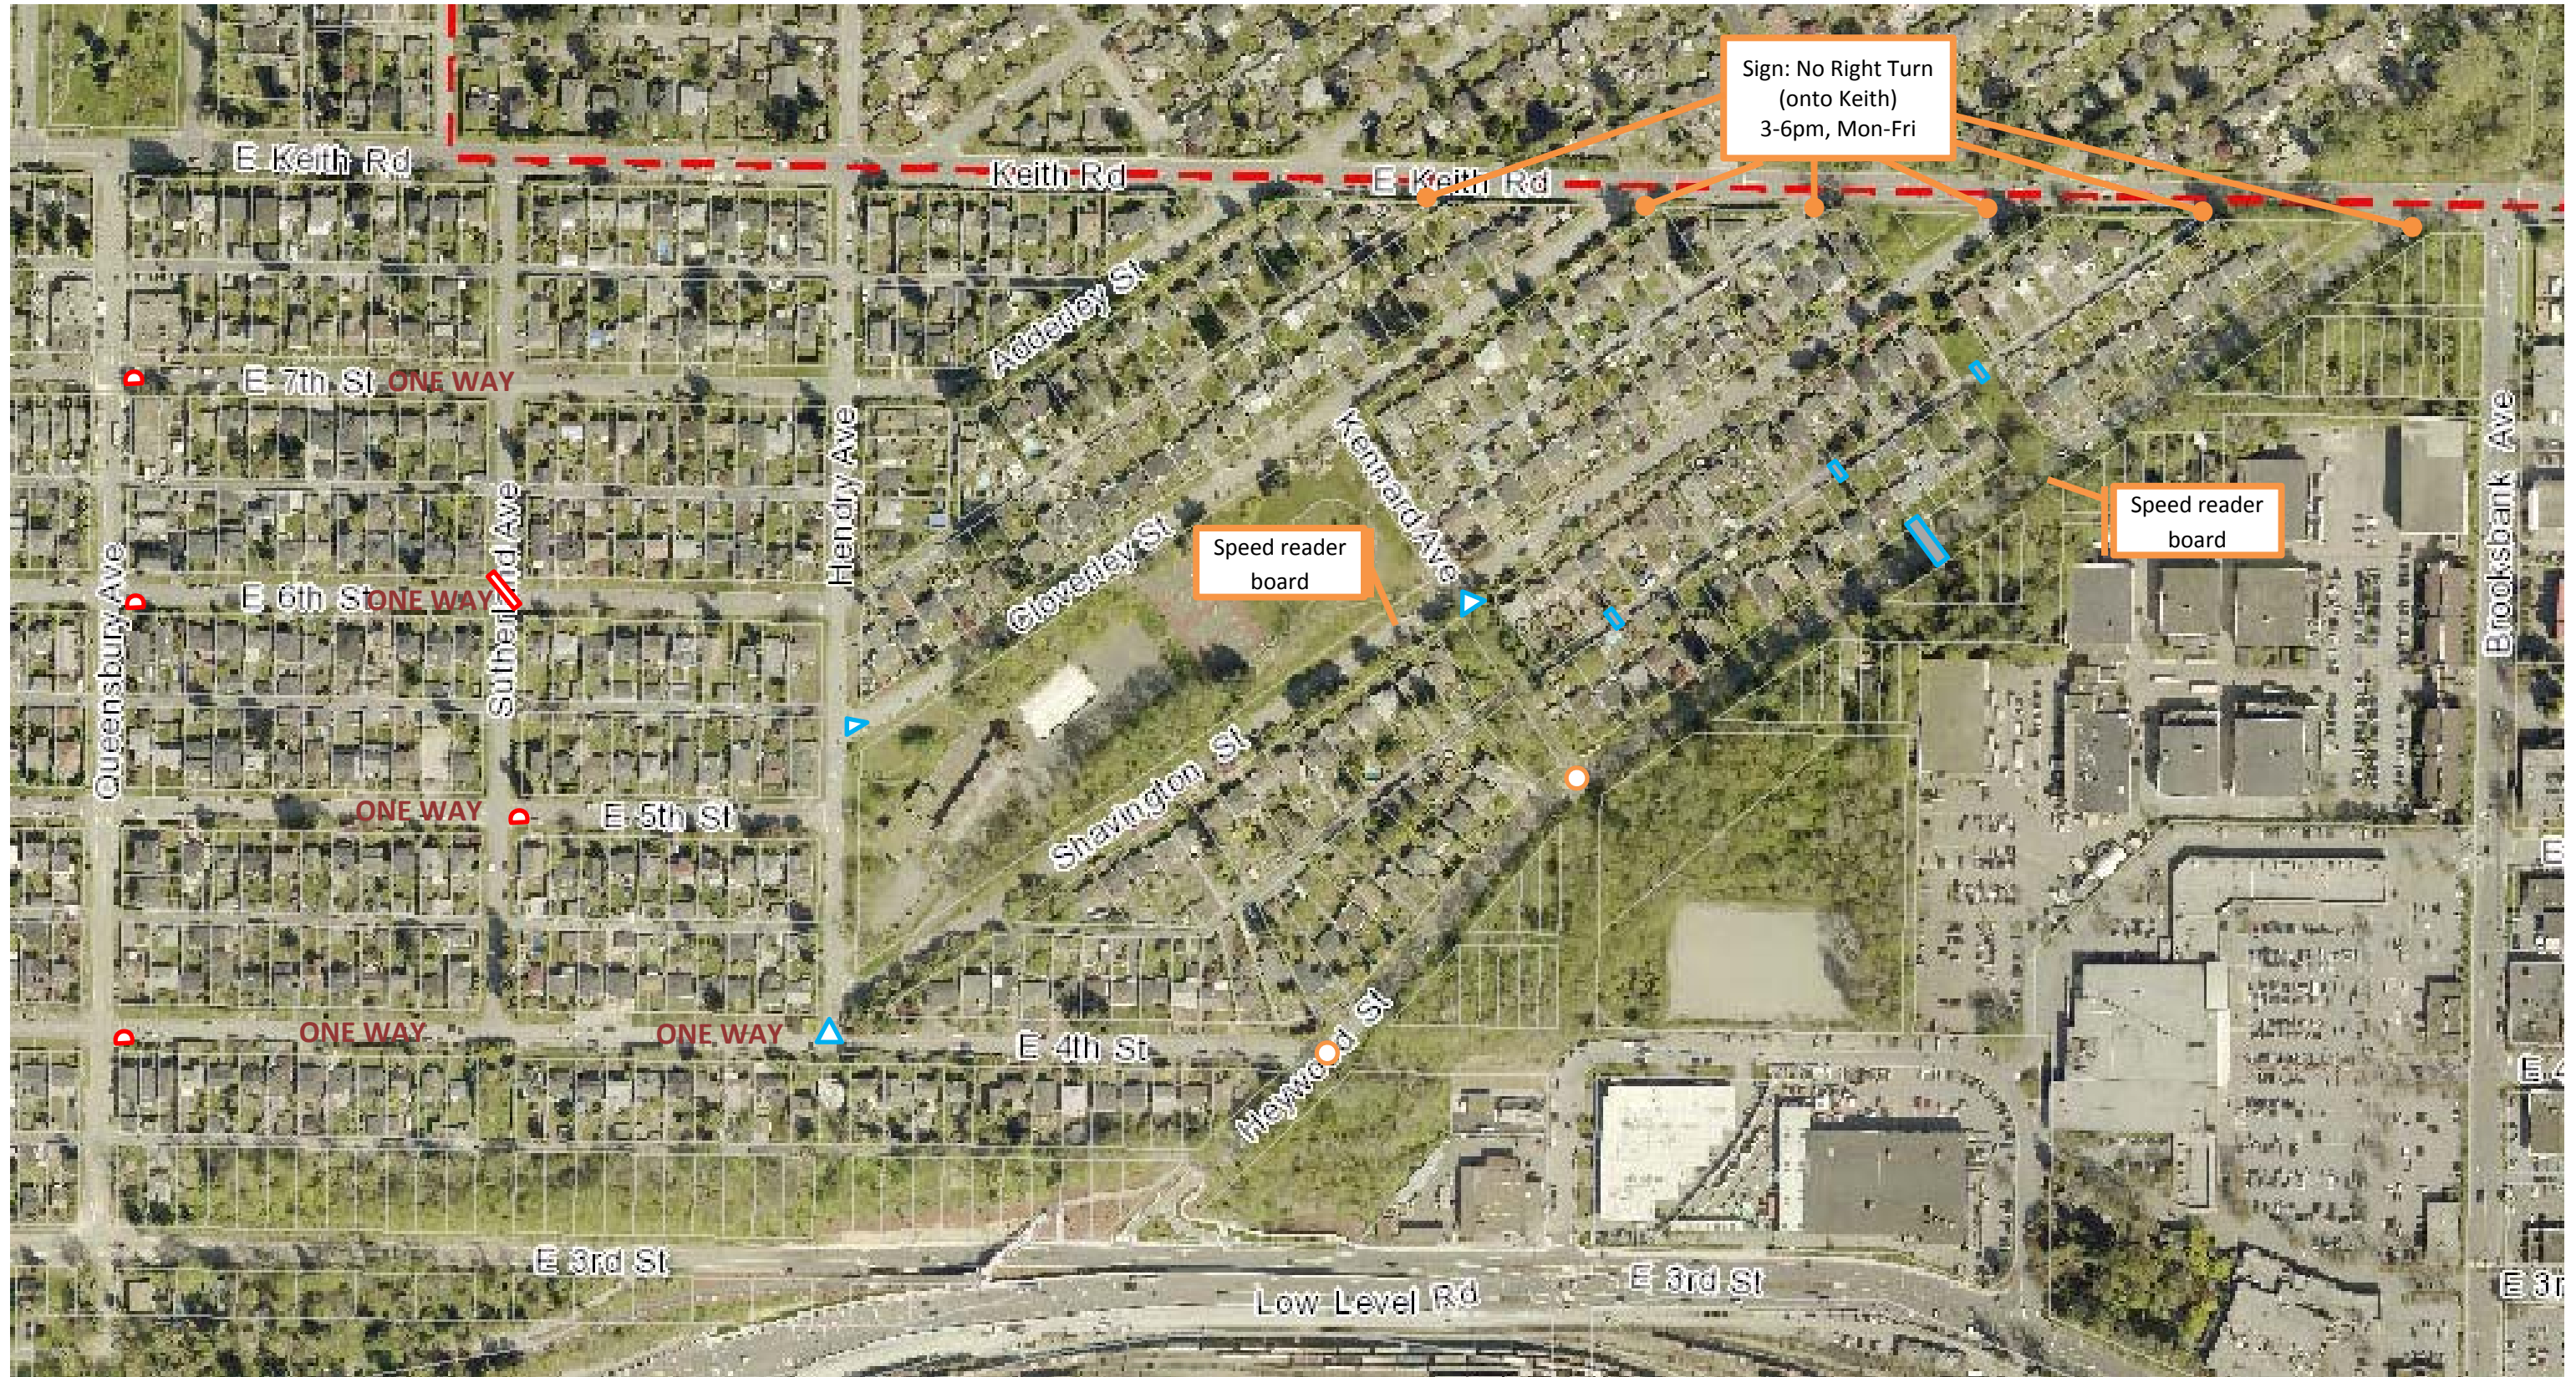 Sign: No Right Turn
(onto Keith)
3-6pm, Mon-Fri
E Keith Rd
Keith Rd
E Keith Rd
Adderley St
E 7th St
ONE WAY
Kennard Ave
Hendry Ave
Brooksbank Ave
Sutherland Ave
Cloverley St
Speed reader
board
Speed reader
board
Queensbury Ave
E 6th St
ONE WAY
ONE WAY
E 5th St
Shavington St
ONE WAY
ONE WAY
E 4th St
Heywood St
E 4
E 3rd St
E 3rd St
Low Level Rd
E 3r